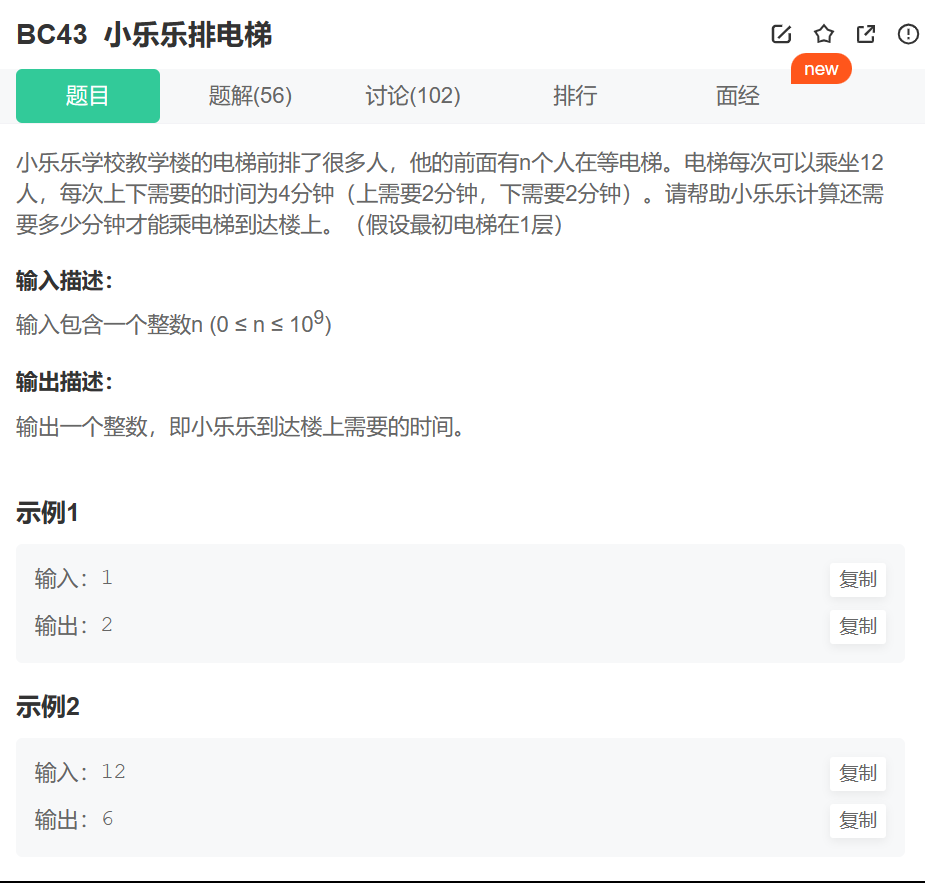 BC43 小乐乐排电梯
new
题目 题解(56) 讨论(102) 排行 面经
小乐乐学校教学楼的电梯前排了很多人，他的前面有n个人在等电梯。电梯每次可以乘坐12
人，每次上下需要的时间为4分钟（上需要2分钟，下需要2分钟）。请帮助小乐乐计算还需
要多少分钟才能乘电梯到达楼上。（假设最初电梯在1层）
输入描述：
输入包含一个整数n (0 ≤ n ≤ 10⁹)
输出描述：
输出一个整数，即小乐乐到达楼上需要的时间。
示例1
输入：1 复制
输出：2 复制
示例2
输入：12 复制
输出：6 复制